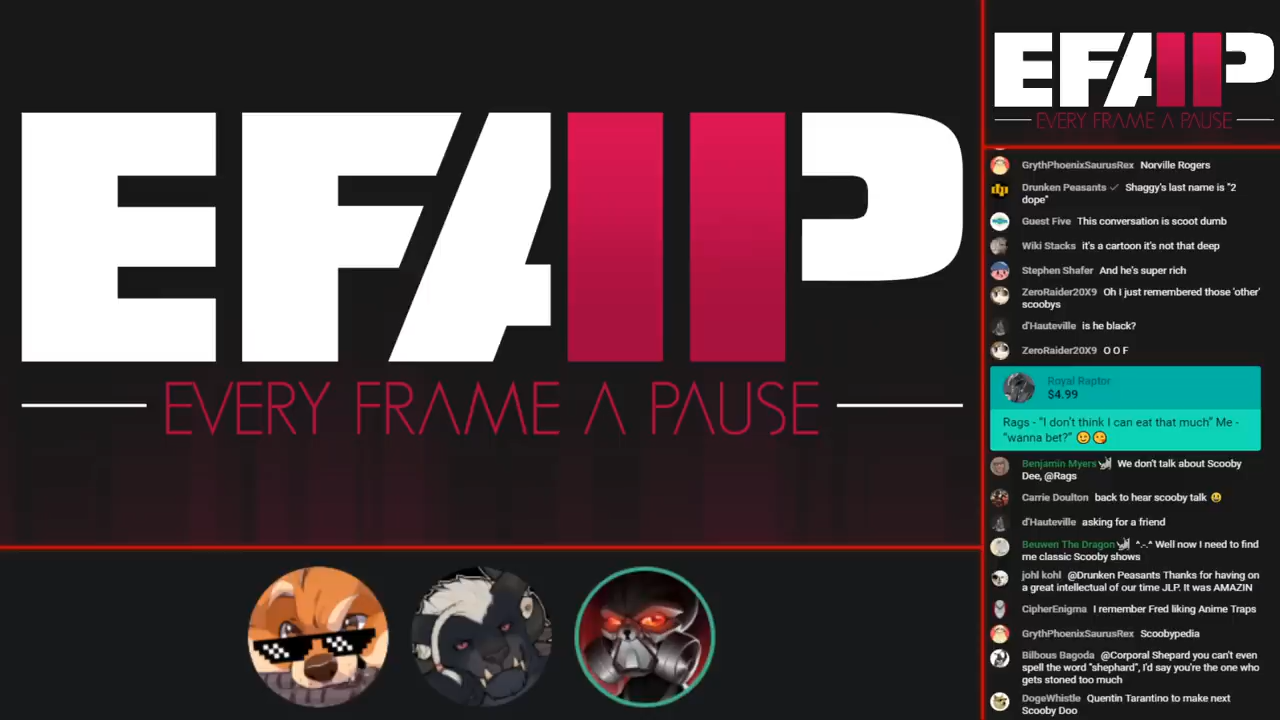 EFAP
EVERY FRAME A PAUSE
EFAP
EVERY FRAME A PAUSE
GrythPhoenixSaurusRex Norville Rogers
Drunken Peasants Shaggy's last name is "2
dope"
Guest Five This conversation is scoot dumb
Wiki Stacks it's a cartoon it's not that deep
Stephen Shafer And he's super rich
ZeroRaider20X9 Oh I just remembered those 'other'
scoobys
d'Hauteville is he black?
ZeroRaider20X9 O O F
Royal Raptor
$4.99
Rags - "I don't think I can eat that much" Me -
"wanna bet?" 😉 😋
Benjamin Myers We don't talk about Scooby
Dee, @Rags
Carrie Doulton back to hear scooby talk 😃
d'Hauteville asking for a friend
Beuwen The Dragon ^.-.^ Well now I need to find
me classic Scooby shows
johl kohl @Drunken Peasants Thanks for having on
a great intellectual of our time JLP. It was AMAZIN
CipherEnigma I remember Fred liking Anime Traps
GrythPhoenixSaurusRex Scoobypedia
Bilbous Bagoda @Corporal Shepard you can't even
spell the word "shephard", I'd say you're the one who
gets stoned too much
DogeWhistle Quentin Tarantino to make next
Scooby Doo